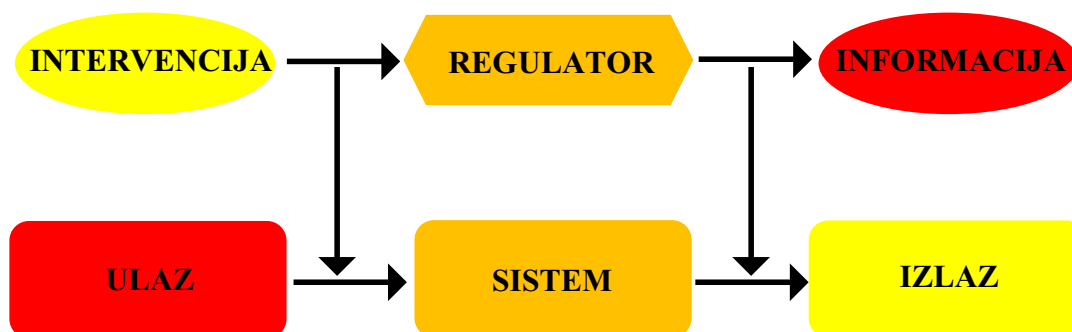 INTERVENCIJA
REGULATOR
INFORMACIJA
ULAZ
SISTEM
IZLAZ